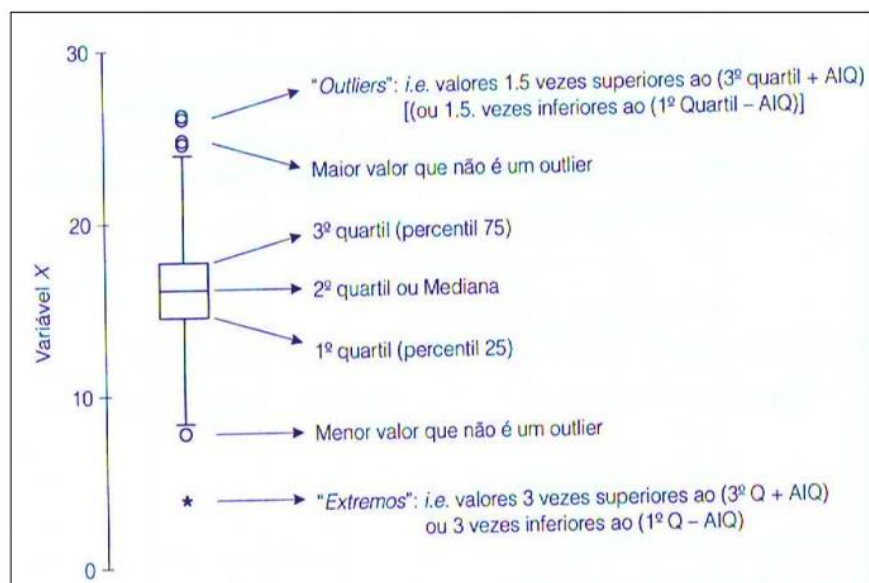 30
"Outliers": i.e. valores 1.5 vezes superiores ao (3º quartil + AIQ)
[(ou 1.5. vezes inferiores ao (1º Quartil – AIQ)]
Maior valor que não é um outlier
20
3º quartil (percentil 75)
2º quartil ou Mediana
Variável X
1º quartil (percentil 25)
10
Menor valor que não é um outlier
"Extremos": i.e. valores 3 vezes superiores ao (3º Q + AIQ)
ou 3 vezes inferiores ao (1º Q – AIQ)
0